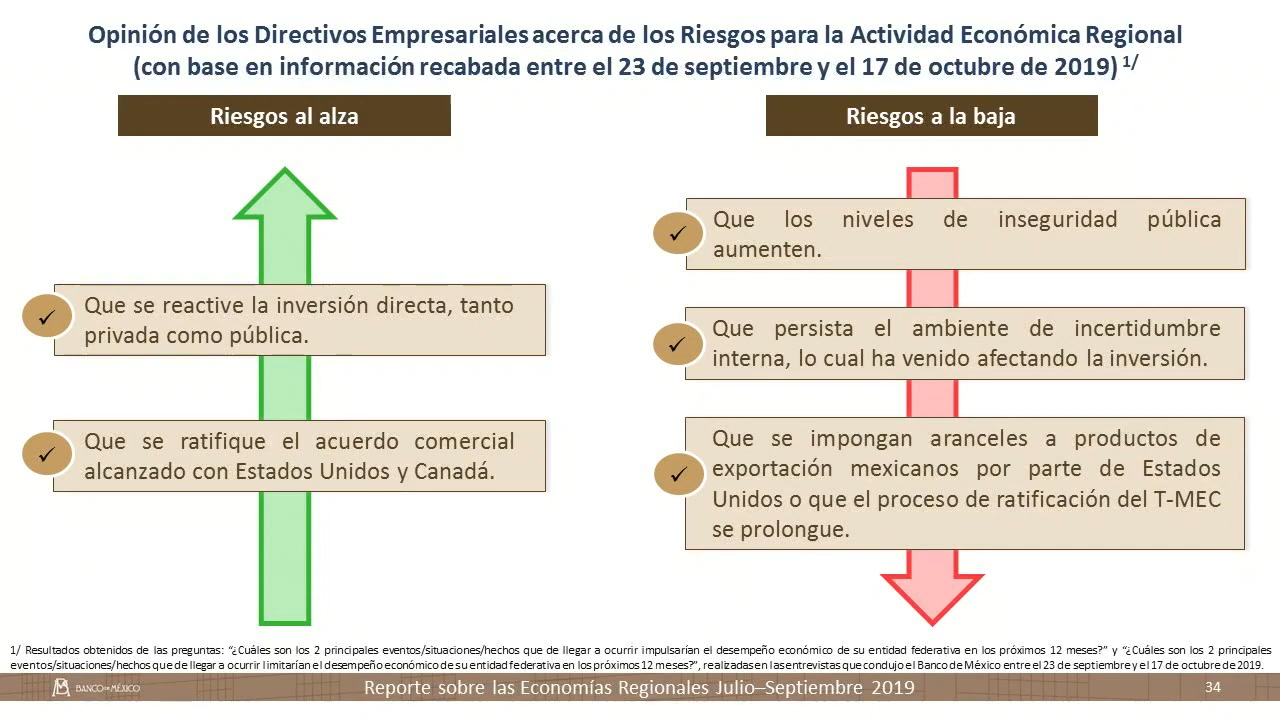 Opinión de los Directivos Empresariales acerca de los Riesgos para la Actividad Económica Regional
(con base en información recabada entre el 23 de septiembre y el 17 de octubre de 2019) 1/
Riesgos al alza
Que se reactive la inversión directa, tanto
privada como pública.
Que se ratifique el acuerdo comercial
alcanzado con Estados Unidos y Canadá.
Riesgos a la baja
Que los niveles de inseguridad pública
aumenten.
Que persista el ambiente de incertidumbre
interna, lo cual ha venido afectando la inversión.
Que se impongan aranceles a productos de
exportación mexicanos por parte de Estados
Unidos o que el proceso de ratificación del T-MEC
se prolongue.
1/ Resultados obtenidos de las preguntas: “¿Cuáles son los 2 principales eventos/situaciones/hechos que de llegar a ocurrir impulsarían el desempeño económico de su entidad federativa en los próximos 12 meses?” y “¿Cuáles son los 2 principales
eventos/situaciones/hechos que de llegar a ocurrir limitarían el desempeño económico de su entidad federativa en los próximos 12 meses?”, realizadas en las entrevistas que condujo el Banco de México entre el 23 de septiembre y el 17 de octubre de 2019.
BANCO DE MÉXICO
Reporte sobre las Economías Regionales Julio–Septiembre 2019
34